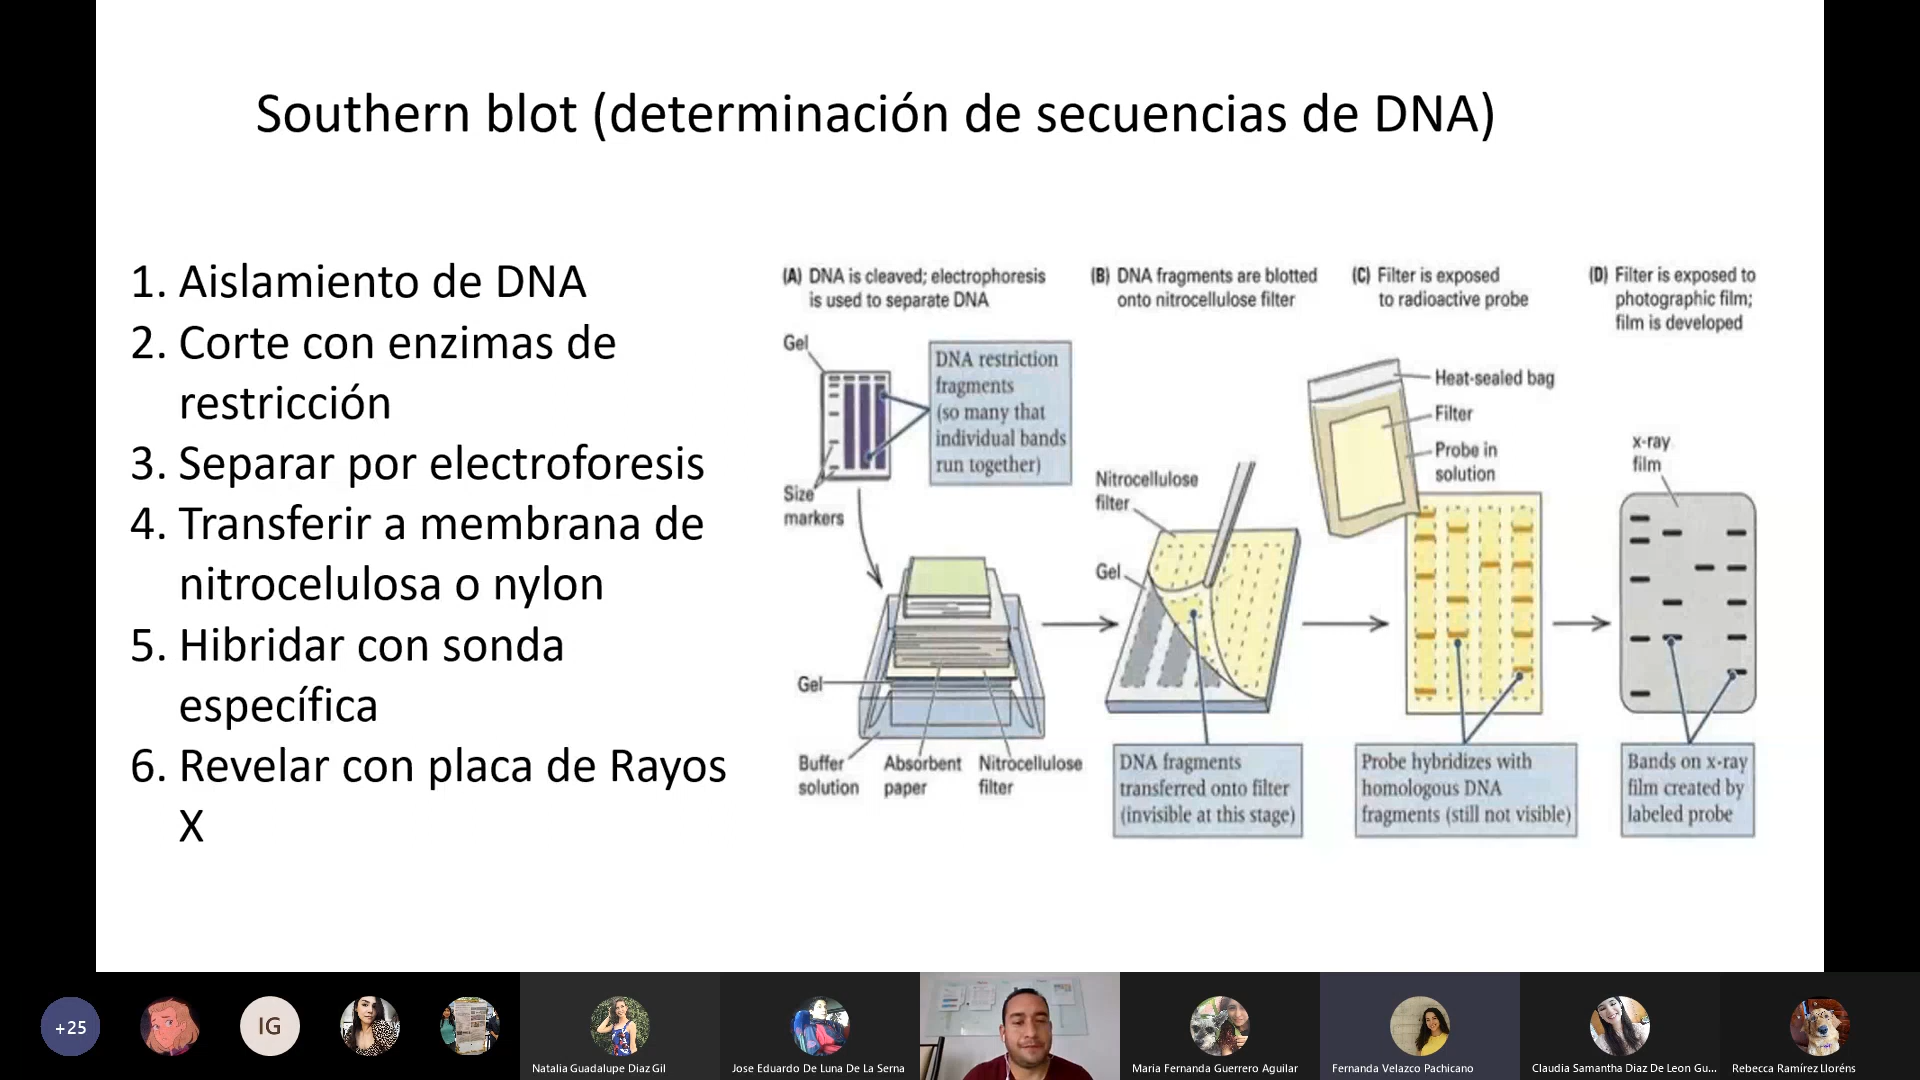 Southern blot (determinación de secuencias de DNA)
1. Aislamiento de DNA
2. Corte con enzimas de
restricción
3. Separar por electroforesis
4. Transferir a membrana de
nitrocelulosa o nylon
5. Hibridar con sonda
específica
6. Revelar con placa de Rayos
X
(A) DNA is cleaved; electrophoresis
is used to separate DNA
Gel
DNA restriction
fragments
(so many that
individual bands
run together)
Size
markers
Gel
Buffer
solution
Absorbent
paper
Nitrocellulose
filter
(B) DNA fragments are blotted
onto nitrocellulose filter
Nitrocellulose
filter
Gel
DNA fragments
transferred onto filter
(invisible at this stage)
(C) Filter is exposed
to radioactive probe
Heat-sealed bag
Filter
Probe in
solution
Probe hybridizes with
homologous DNA
fragments (still not visible)
(D) Filter is exposed to
photographic film;
film is developed
x-ray
film
Bands on x-ray
film created by
labeled probe
+25
IG
Natalia Guadalupe Diaz Gil
Jose Eduardo De Luna De La Serna
Maria Fernanda Guerrero Aguilar
Fernanda Velazco Pachicano
Claudia Samantha Diaz De Leon Gu...
Rebecca Ramírez Lloréns